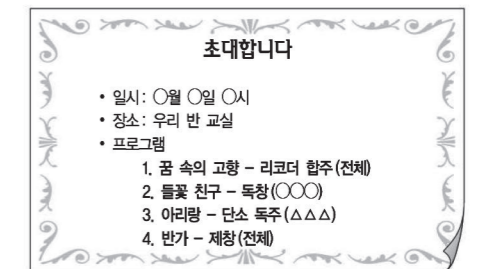 초대합니다
• 일시: ○월 ○일 ○시
• 장소: 우리 반 교실
• 프로그램
1. 꿈 속의 고향 - 리코더 합주(전체)
2. 들꽃 친구 - 독창(○○○)
3. 아리랑 - 단소 독주(△△△)
4. 반가 - 제창(전체)